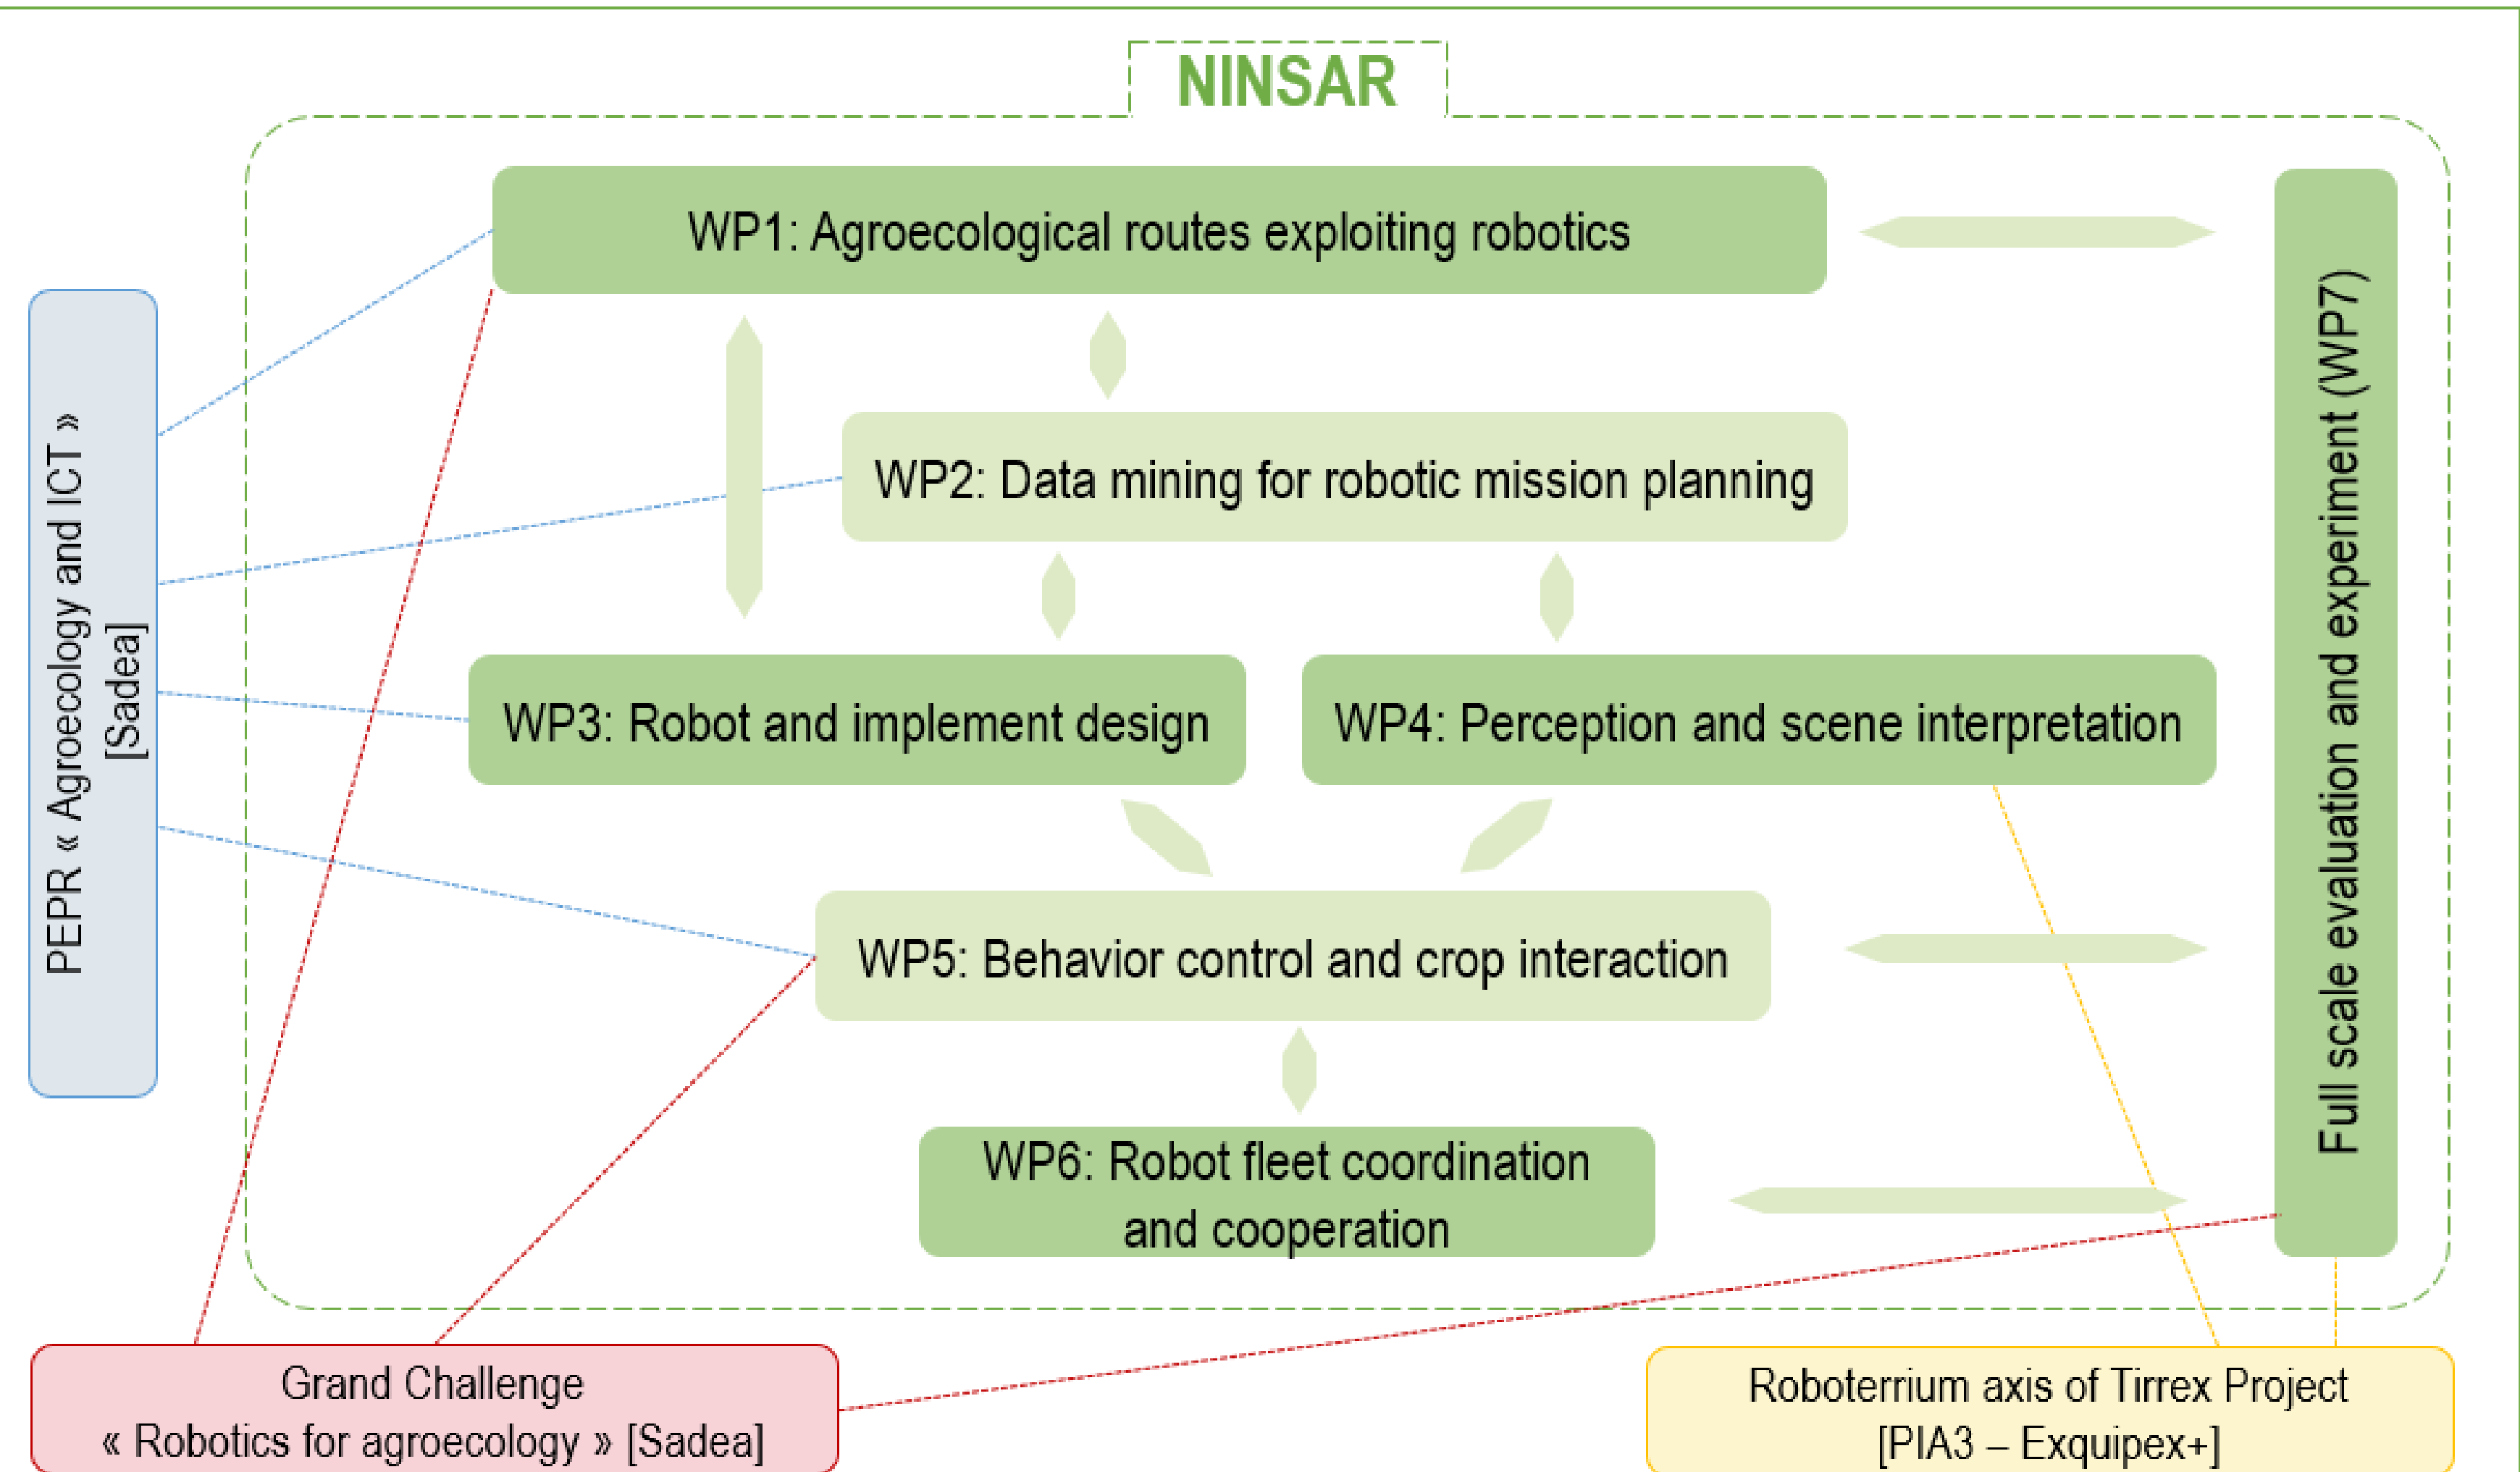 NINSAR
WP1: Agroecological routes exploiting robotics
WP2: Data mining for robotic mission planning
WP3: Robot and implement design
WP4: Perception and scene interpretation
WP5: Behavior control and crop interaction
WP6: Robot fleet coordination
and cooperation
Full scale evaluation and experiment (WP7)
PEPR « Agroecology and ICT »
[Sadea]
Grand Challenge
« Robotics for agroecology » [Sadea]
Roboterrium axis of Tirrex Project
[PIA3 – Exquipex+]